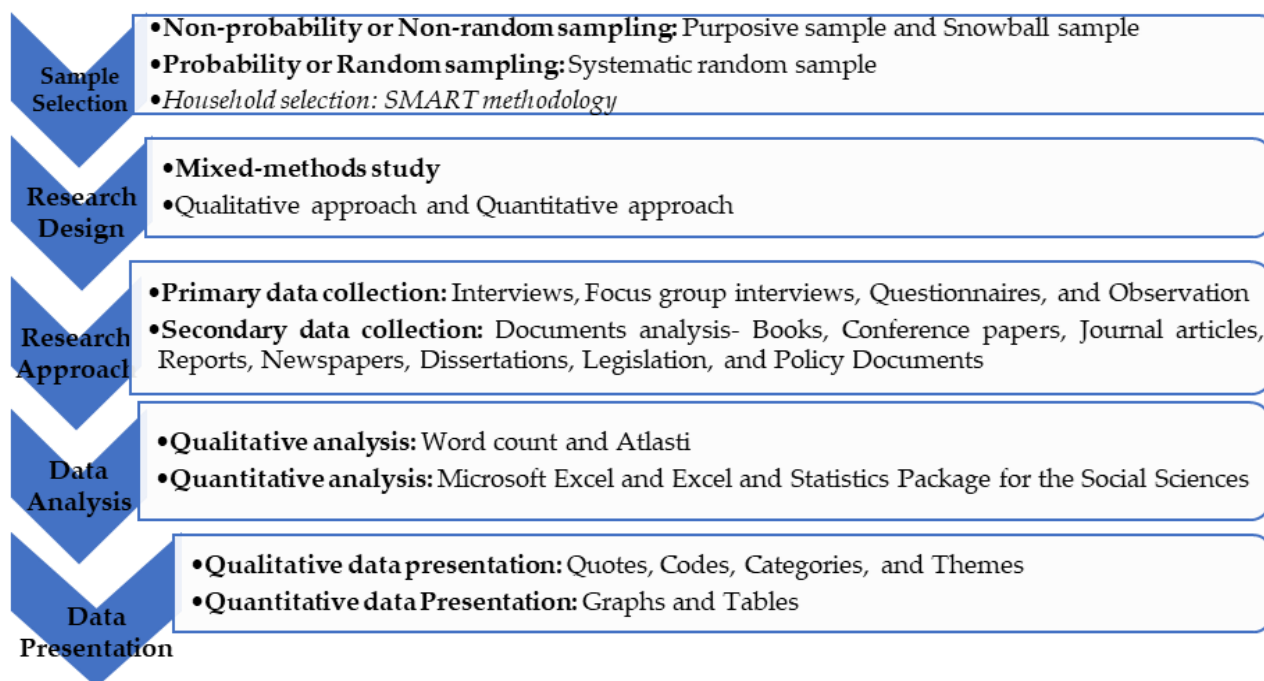 Sample
Selection
•Non-probability or Non-random sampling: Purposive sample and Snowball sample
•Probability or Random sampling: Systematic random sample
•Household selection: SMART methodology
Research
Design
•Mixed-methods study
•Qualitative approach and Quantitative approach
Research
Approach
•Primary data collection: Interviews, Focus group interviews, Questionnaires, and Observation
•Secondary data collection: Documents analysis- Books, Conference papers, Journal articles,
Reports, Newspapers, Dissertations, Legislation, and Policy Documents
Data
Analysis
•Qualitative analysis: Word count and Atlasti
•Quantitative analysis: Microsoft Excel and Excel and Statistics Package for the Social Sciences
Data
Presentation
•Qualitative data presentation: Quotes, Codes, Categories, and Themes
•Quantitative data Presentation: Graphs and Tables